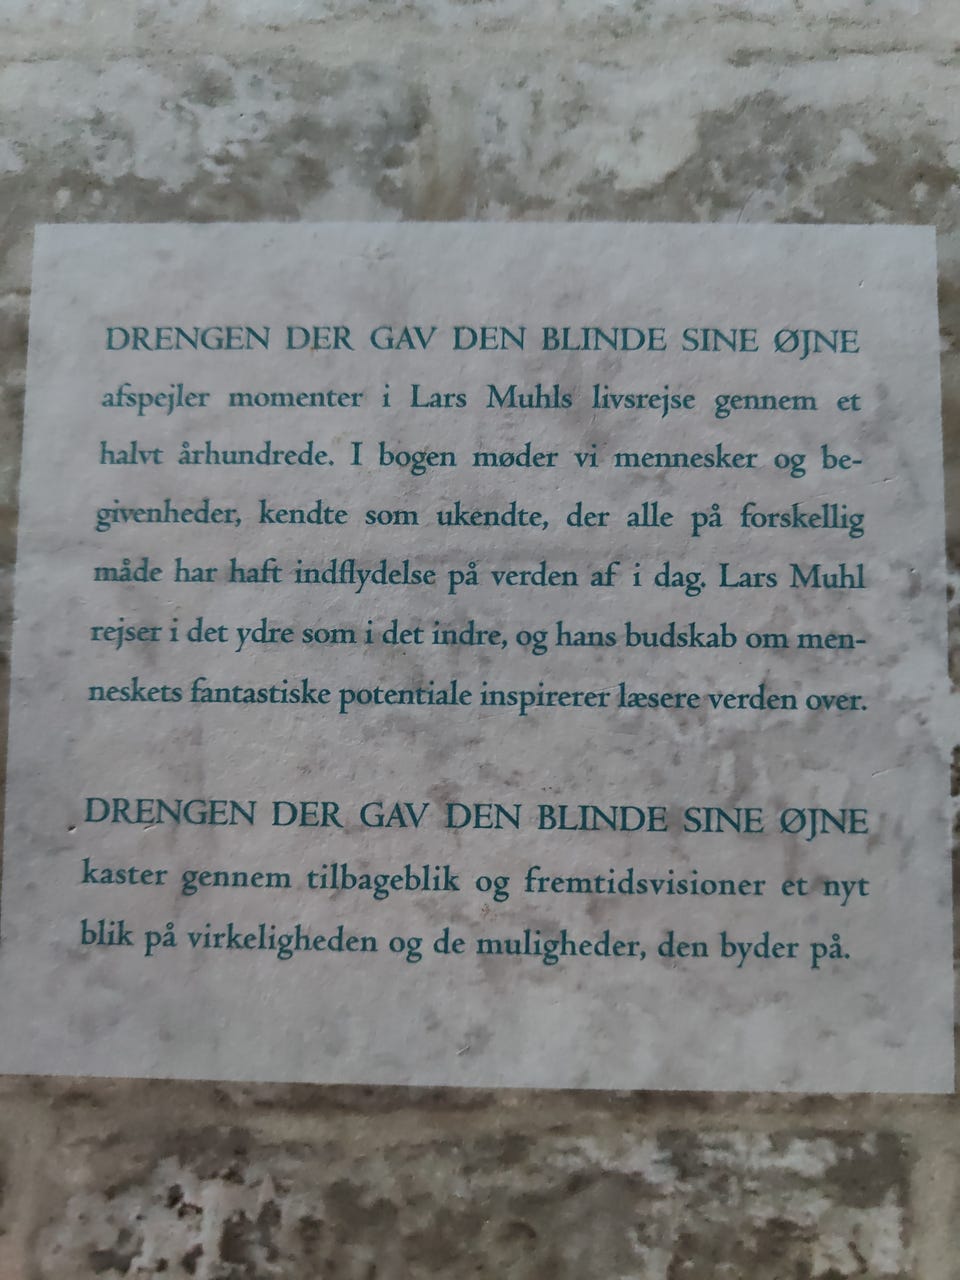 DRENGEN DER GAV DEN BLINDE SINE ØJNE
afspejler momenter i Lars Muhls livsrejse gennem et
halvt århundrede. I bogen møder vi mennesker og be-
givenheder, kendte som ukendte, der alle på forskellig
måde har haft indflydelse på verden af i dag. Lars Muhl
rejser i det ydre som i det indre, og hans budskab om men-
neskets fantastiske potentiale inspirerer læsere verden over.
DRENGEN DER GAV DEN BLINDE SINE ØJNE
kaster gennem tilbageblik og fremtidsvisioner et nyt
blik på virkeligheden og de muligheder, den byder på.